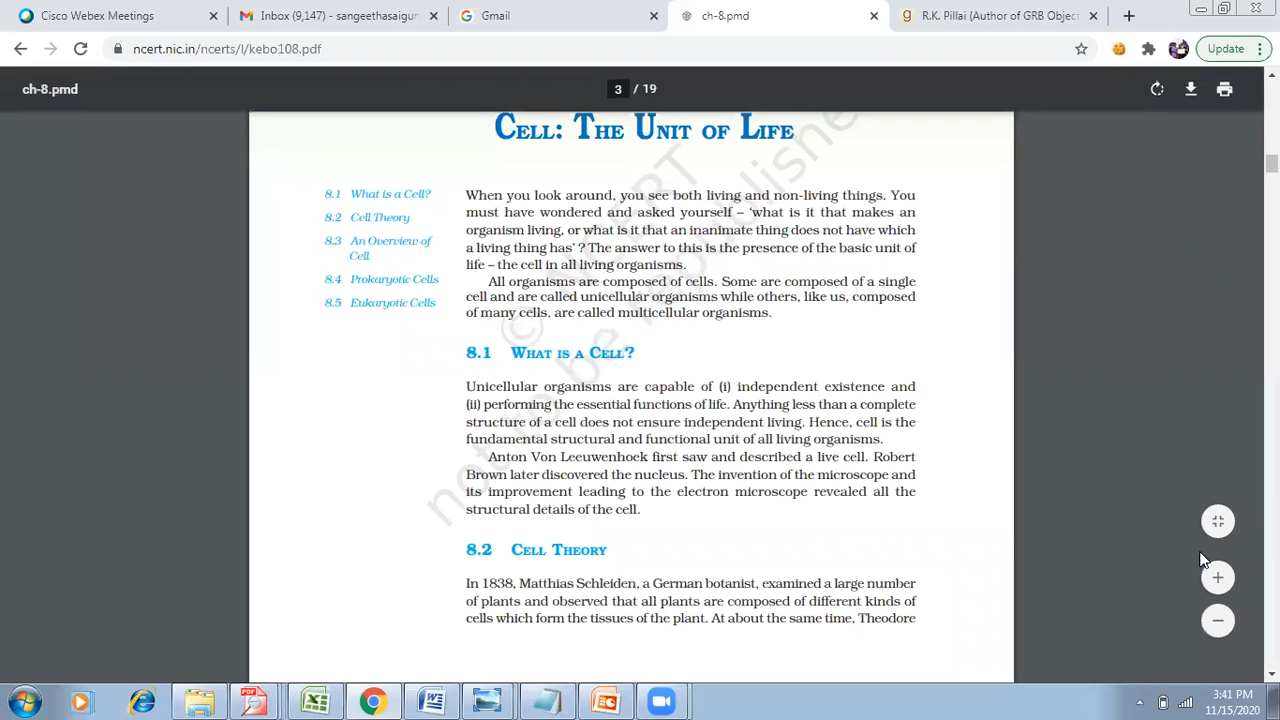 Cisco Webex Meetings
Inbox (9,147) - sangeethasaigum
Gmail
ch-8.pmd
R.K. Pillai (Author of GRB Object
ncert.nic.in/ncerts/l/kebo108.pdf
Update
ch-8.pmd
3 / 19
CELL: THE UNIT OF LIFE
8.1 What is a Cell?
8.2 Cell Theory
8.3 An Overview of
Cell
8.4 Prokaryotic Cells
8.5 Eukaryotic Cells
When you look around, you see both living and non-living things. You
must have wondered and asked yourself – 'what is it that makes an
organism living, or what is it that an inanimate thing does not have which
a living thing has' ? The answer to this is the presence of the basic unit of
life – the cell in all living organisms.
All organisms are composed of cells. Some are composed of a single
cell and are called unicellular organisms while others, like us, composed
of many cells, are called multicellular organisms.
8.1 WHAT IS A CELL?
Unicellular organisms are capable of (i) independent existence and
(ii) performing the essential functions of life. Anything less than a complete
structure of a cell does not ensure independent living. Hence, cell is the
fundamental structural and functional unit of all living organisms.
Anton Von Leeuwenhoek first saw and described a live cell. Robert
Brown later discovered the nucleus. The invention of the microscope and
its improvement leading to the electron microscope revealed all the
structural details of the cell.
8.2 CELL THEORY
In 1838, Matthias Schleiden, a German botanist, examined a large number
of plants and observed that all plants are composed of different kinds of
cells which form the tissues of the plant. At about the same time, Theodore
© NCERT
not to be republishe
3:41 PM
11/15/2020